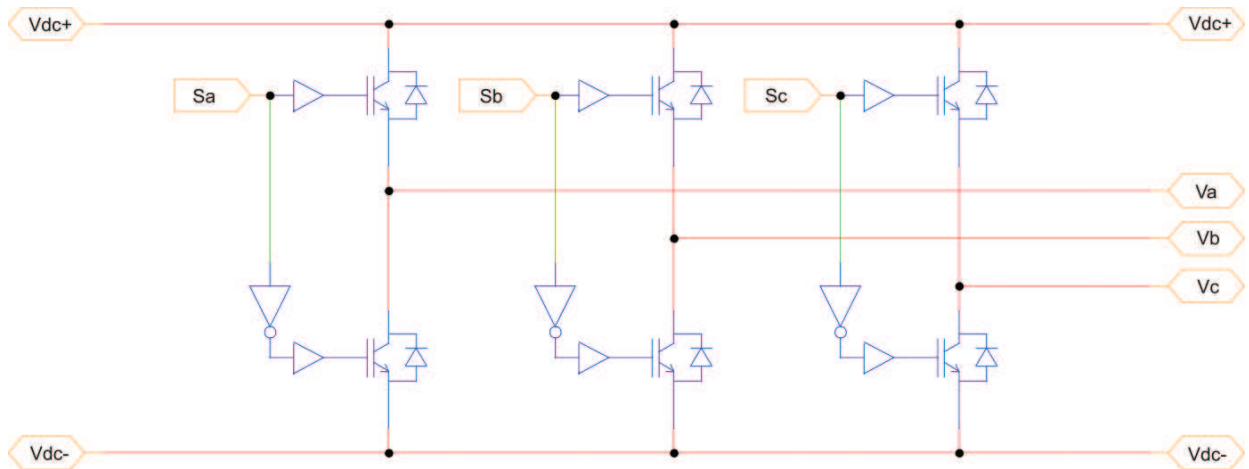 Vdc+
Vdc+
Sa
Sb
Sc
Va
Vb
Vc
Vdc-
Vdc-